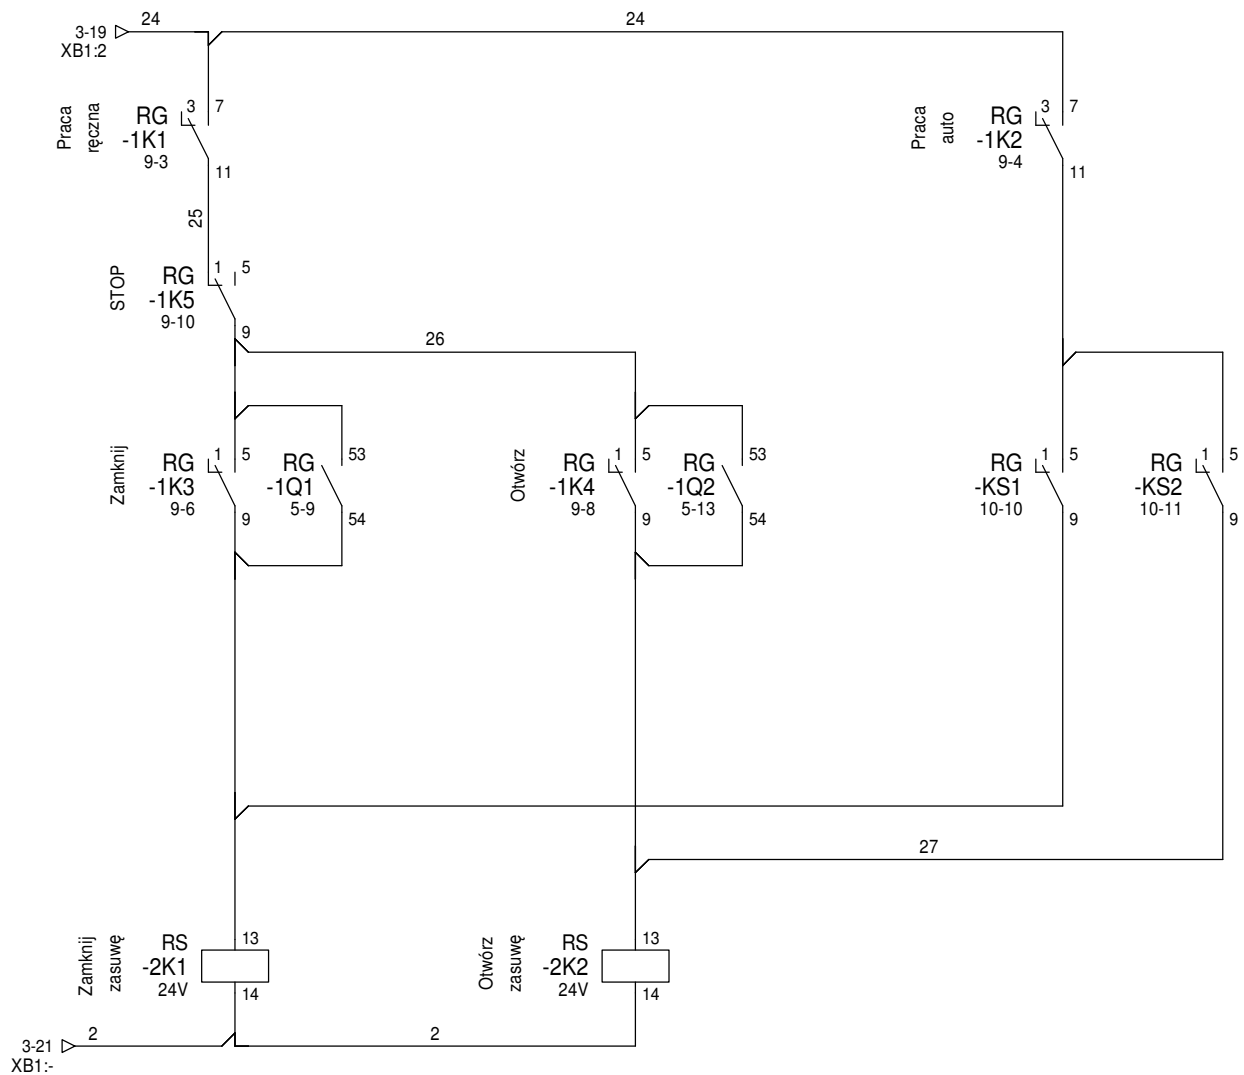 24
24
3-19
XB1:2
Praca
ręczna
RG
-1K1
9-3
3
7
11
Praca
auto
RG
-1K2
9-4
3
7
11
25
STOP
RG
-1K5
9-10
1
5
9
26
Zamknij
RG
-1K3
9-6
1
5
9
RG
-1Q1
5-9
53
54
Otwórz
RG
-1K4
9-8
1
5
9
RG
-1Q2
5-13
53
54
RG
-KS1
10-10
1
5
9
RG
-KS2
10-11
1
5
9
27
Zamknij
zasuwę
RS
-2K1
24V
13
14
Otwórz
zasuwę
RS
-2K2
24V
13
14
2
2
3-21
XB1:-